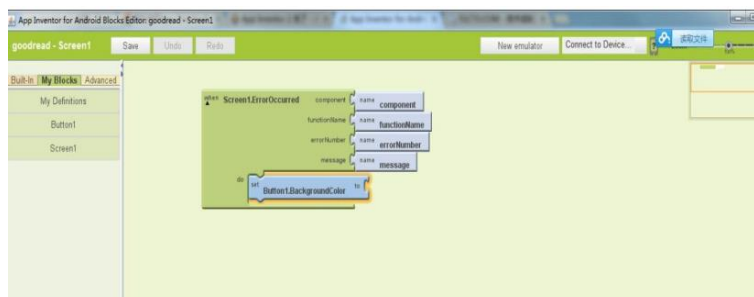 App Inventor for Android Blocks Editor: goodread - Screen1
goodread - Screen1 Save Undo Redo New emulator Connect to Device...
读取文件
Built-In My Blocks Advanced
My Definitions
Button1
Screen1
when Screen1.ErrorOccurred component name component
functionName name functionName
errorNumber name errorNumber
message name message
do set Button1.BackgroundColor to